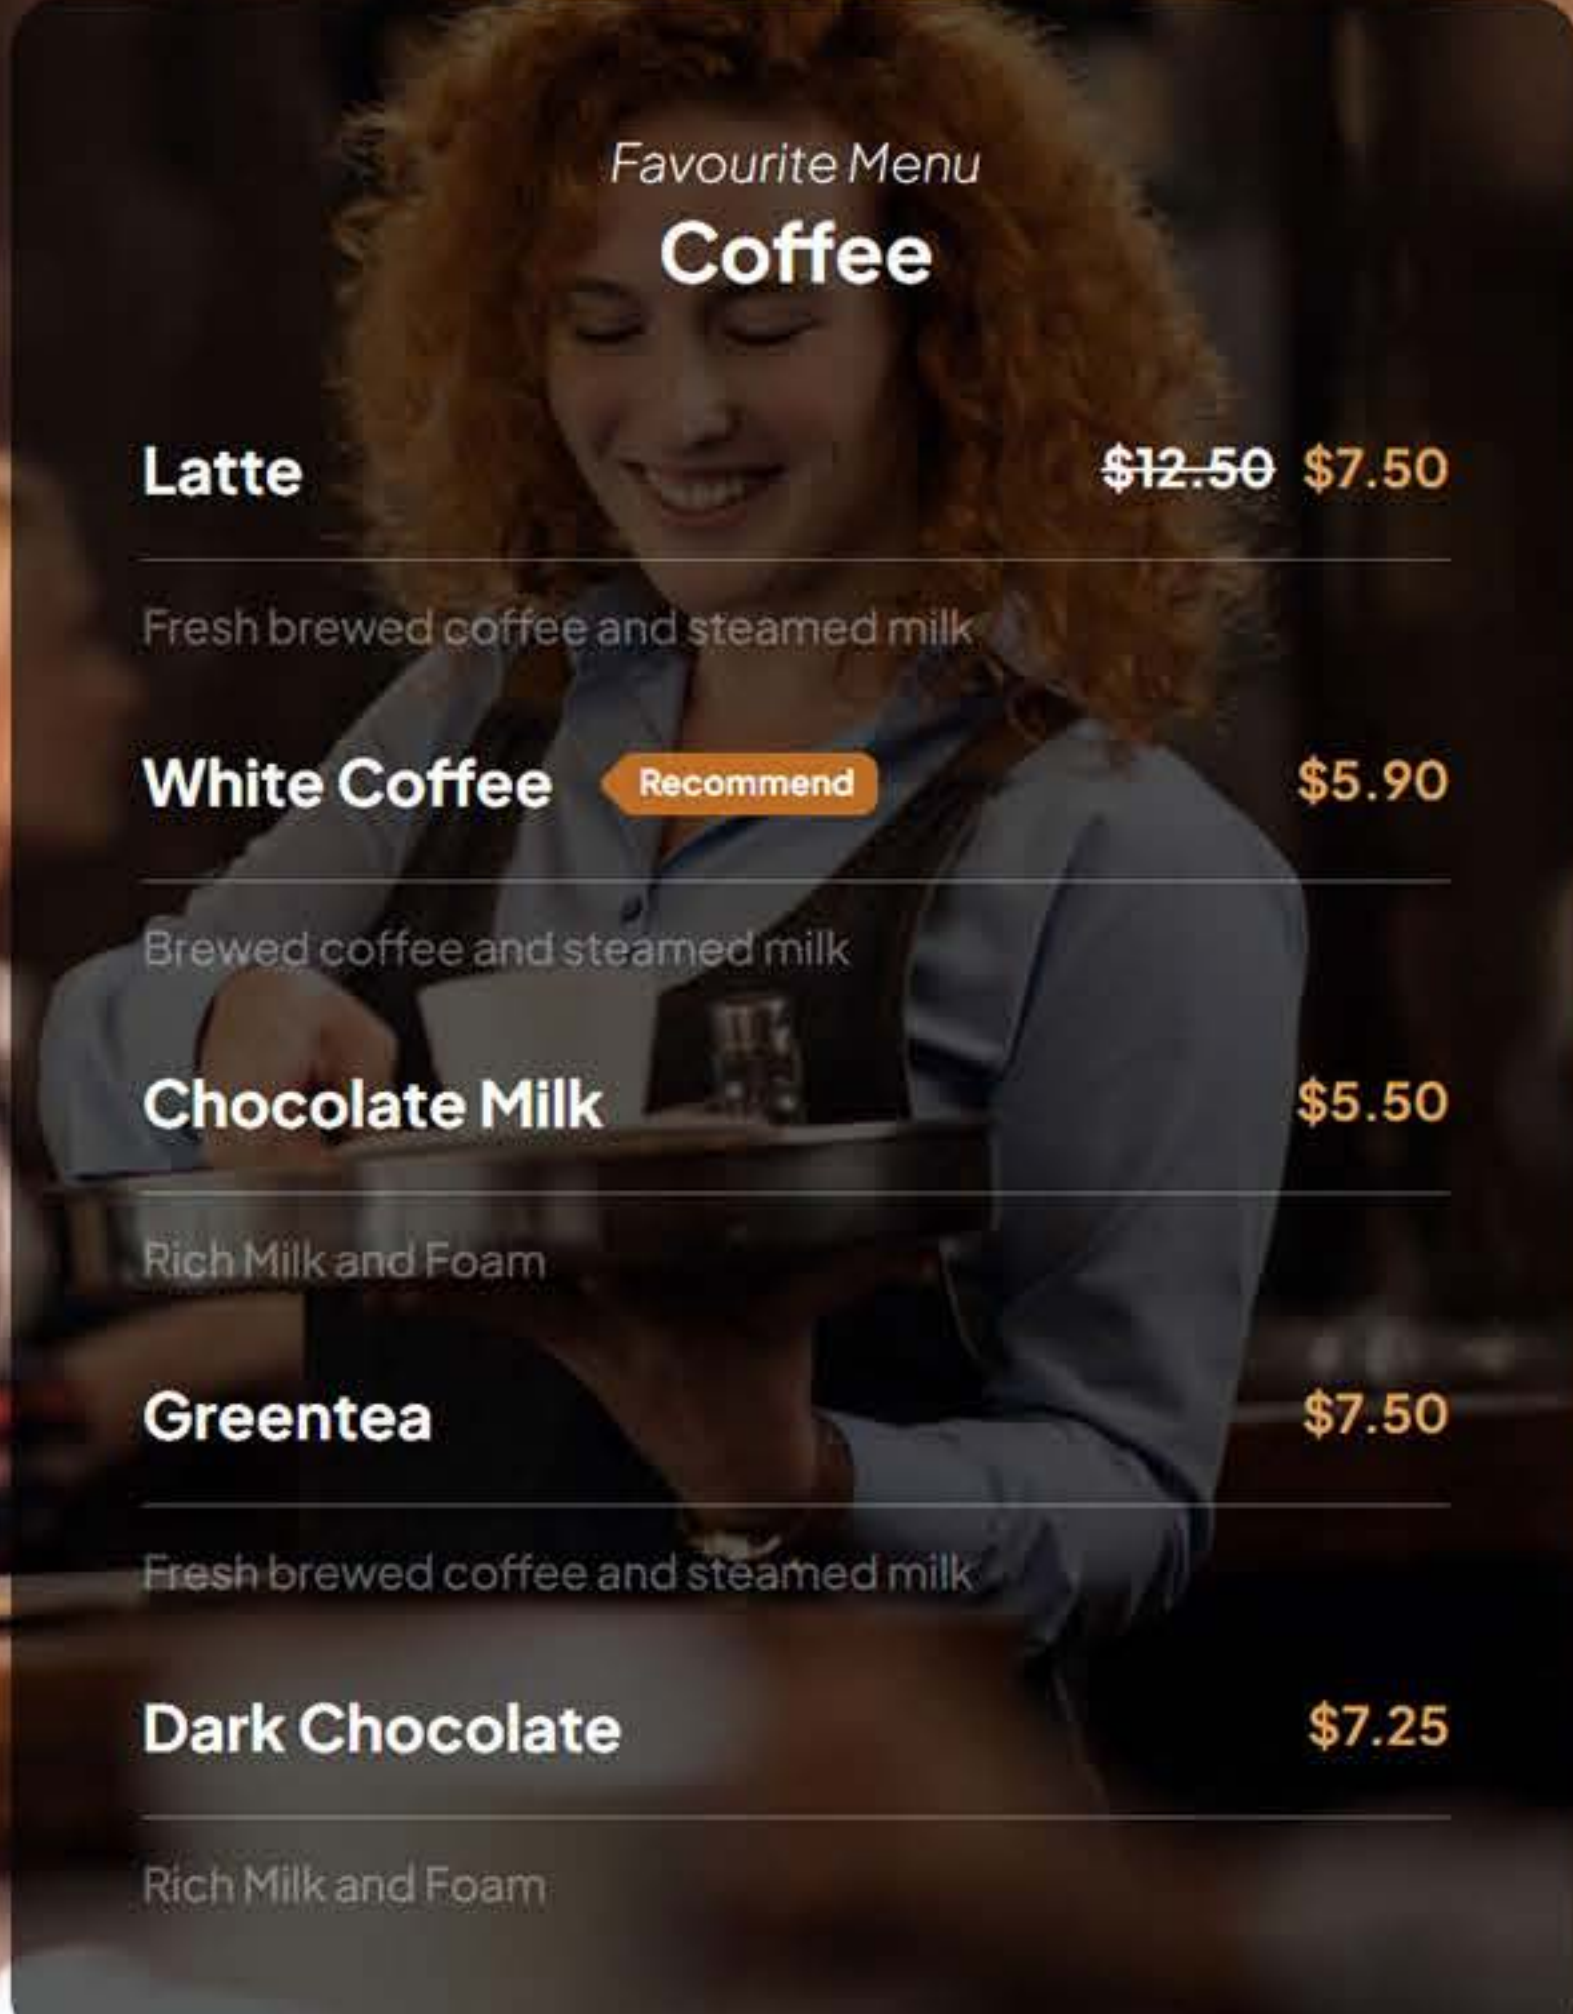 Favourite Menu
Coffee
Latte $12.50 $7.50
Fresh brewed coffee and steamed milk
White Coffee Recommend $5.90
Brewed coffee and steamed milk
Chocolate Milk $5.50
Rich Milk and Foam
Greentea $7.50
Fresh brewed coffee and steamed milk
Dark Chocolate $7.25
Rich Milk and Foam